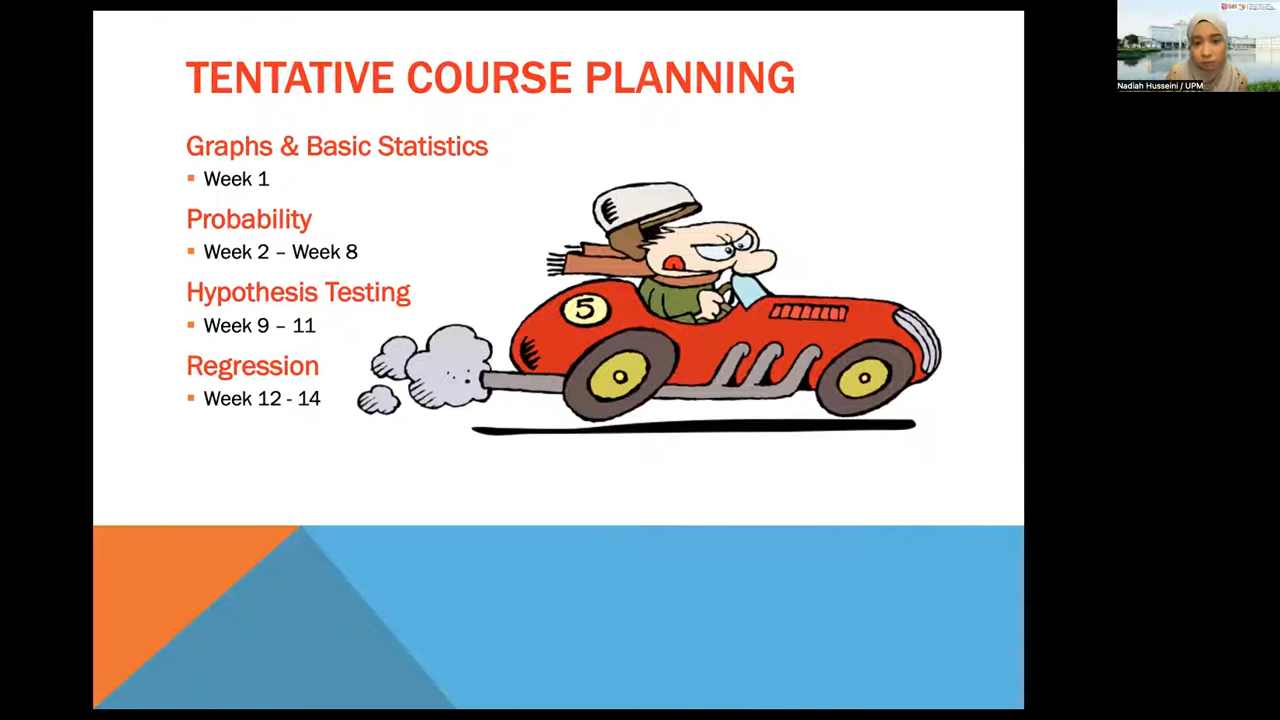 TENTATIVE COURSE PLANNING
Graphs & Basic Statistics
▪ Week 1
Probability
▪ Week 2 – Week 8
Hypothesis Testing
▪ Week 9 – 11
Regression
▪ Week 12 - 14
5
Nadiah Husseini / UPM